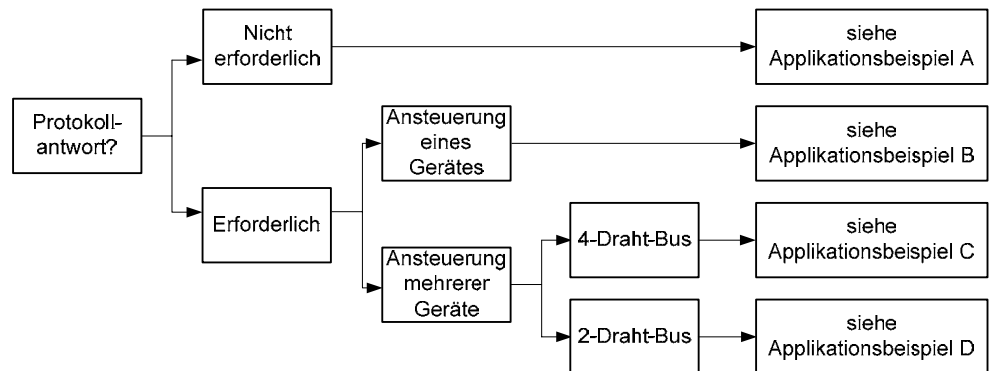 Protokoll-
antwort?
Nicht
erforderlich
siehe
Applikationsbeispiel A
Erforderlich
Ansteuerung
eines
Gerätes
siehe
Applikationsbeispiel B
Ansteuerung
mehrerer
Geräte
4-Draht-Bus
siehe
Applikationsbeispiel C
2-Draht-Bus
siehe
Applikationsbeispiel D